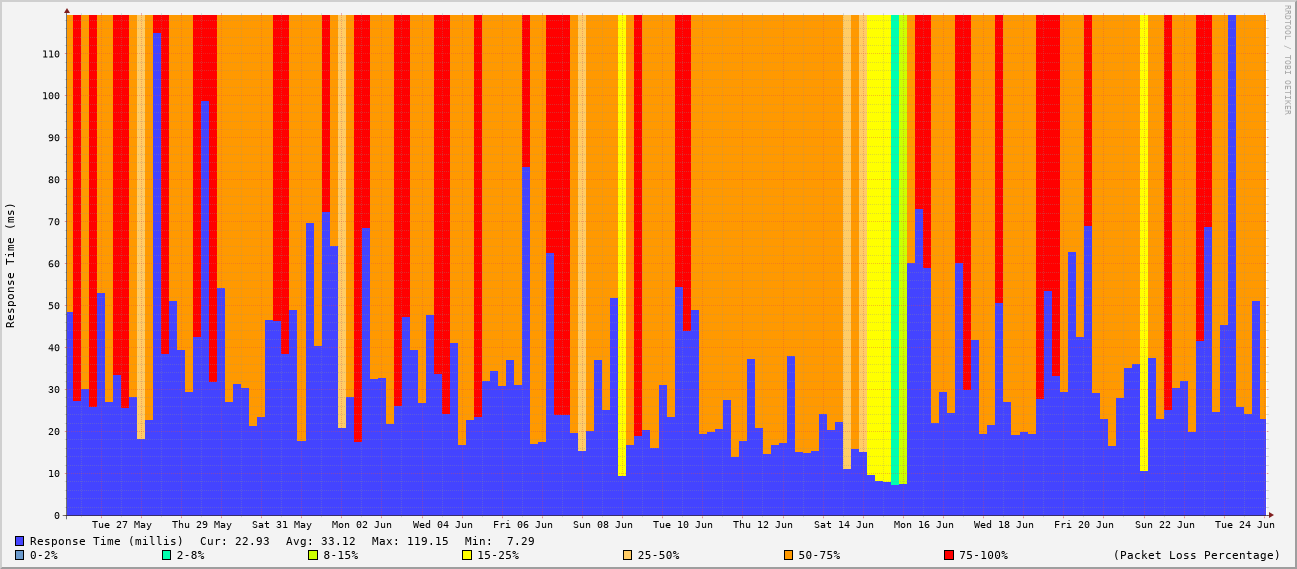 RRDTOOL / TOBI OETIKER
Response Time (ms)
110
100
90
80
70
60
50
40
30
20
10
0
Tue 27 May Thu 29 May Sat 31 May Mon 02 Jun Wed 04 Jun Fri 06 Jun Sun 08 Jun Tue 10 Jun Thu 12 Jun Sat 14 Jun Mon 16 Jun Wed 18 Jun Fri 20 Jun Sun 22 Jun Tue 24 Jun
Response Time (millis) Cur: 22.93 Avg: 33.12 Max: 119.15 Min: 7.29
0-2% 2-8% 8-15% 15-25% 25-50% 50-75% 75-100% (Packet Loss Percentage)